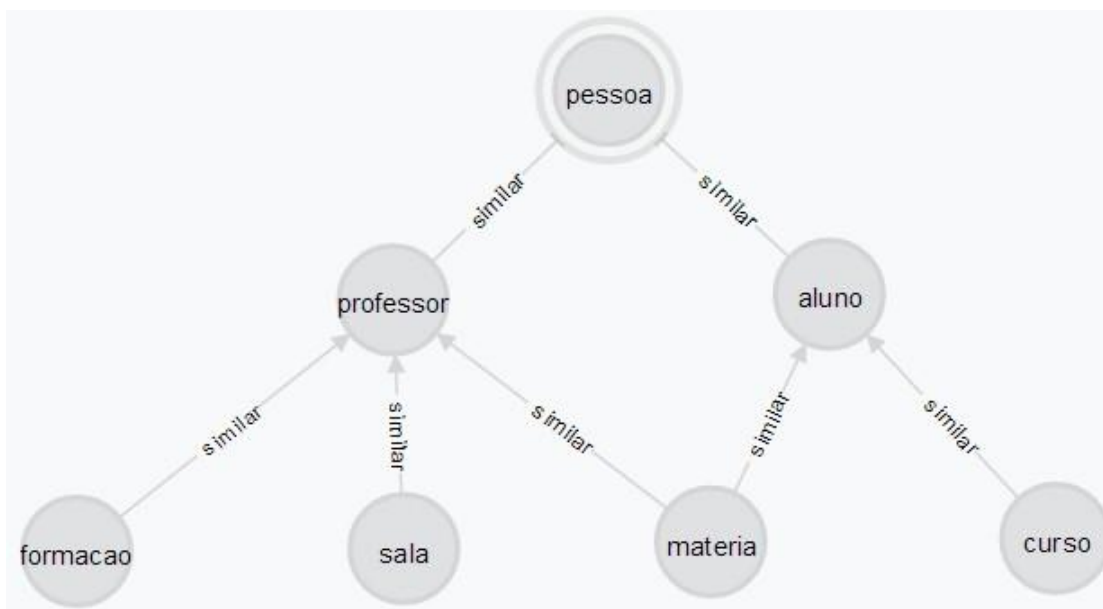 pessoa
similar
similar
professor
aluno
similar
similar
similar
similar
similar
formacao
sala
materia
curso